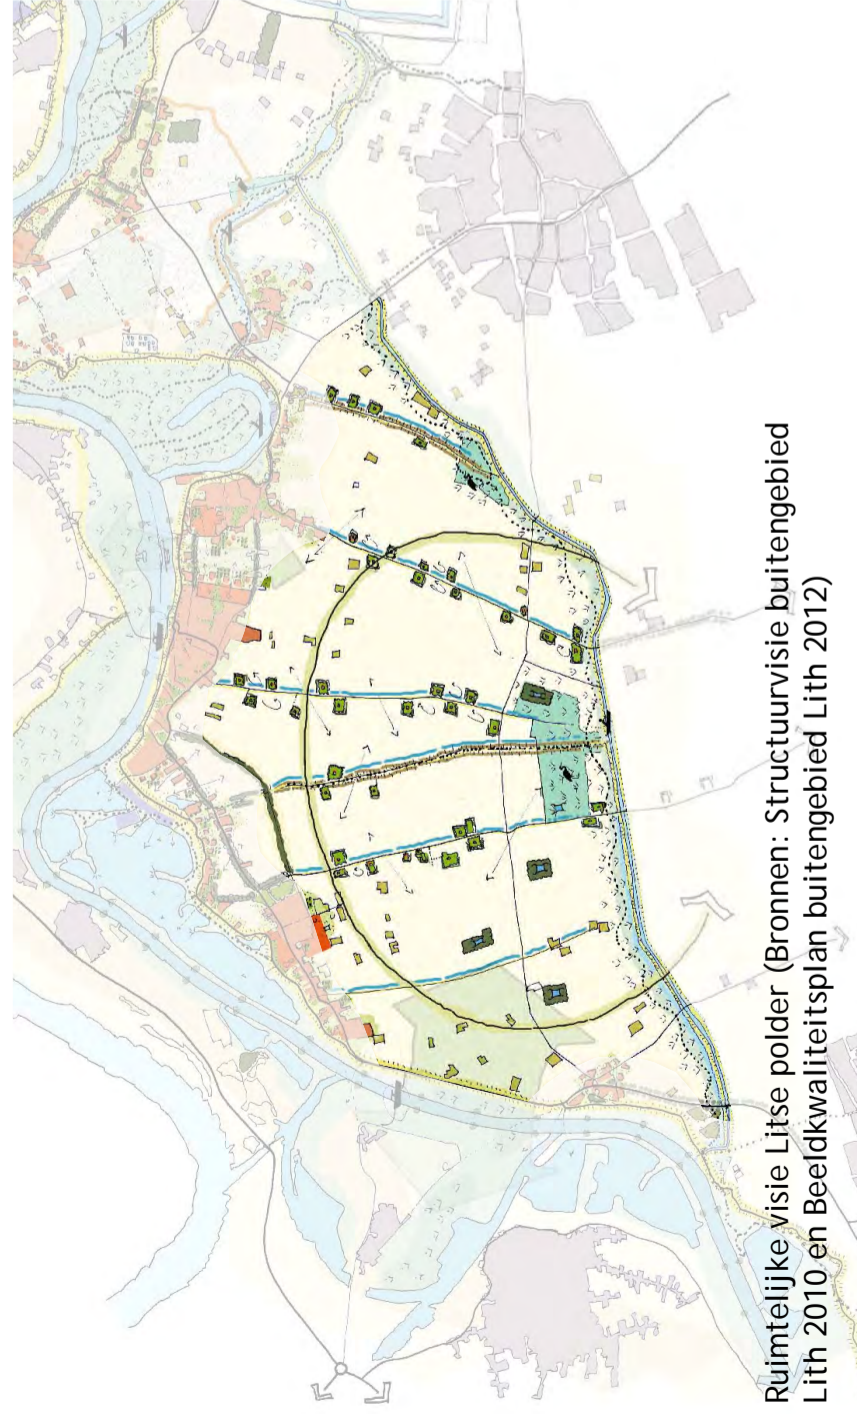 Ruimtelijke visie Litse polder (Bronnen: Structuurvisie buitengebied
Lith 2010 en Beeldkwaliteitsplan buitengebied Lith 2012)